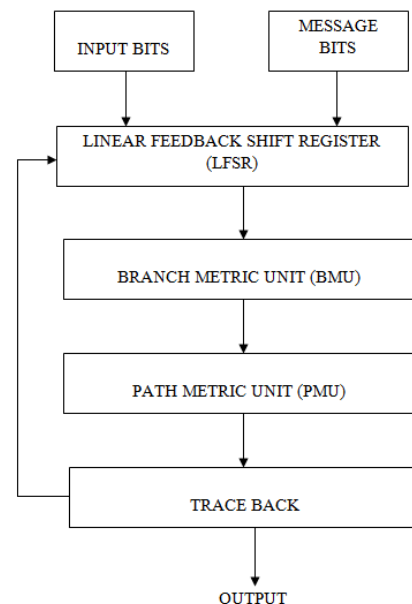 INPUT BITS
MESSAGE
BITS
LINEAR FEEDBACK SHIFT REGISTER
(LFSR)
BRANCH METRIC UNIT (BMU)
PATH METRIC UNIT (PMU)
TRACE BACK
OUTPUT